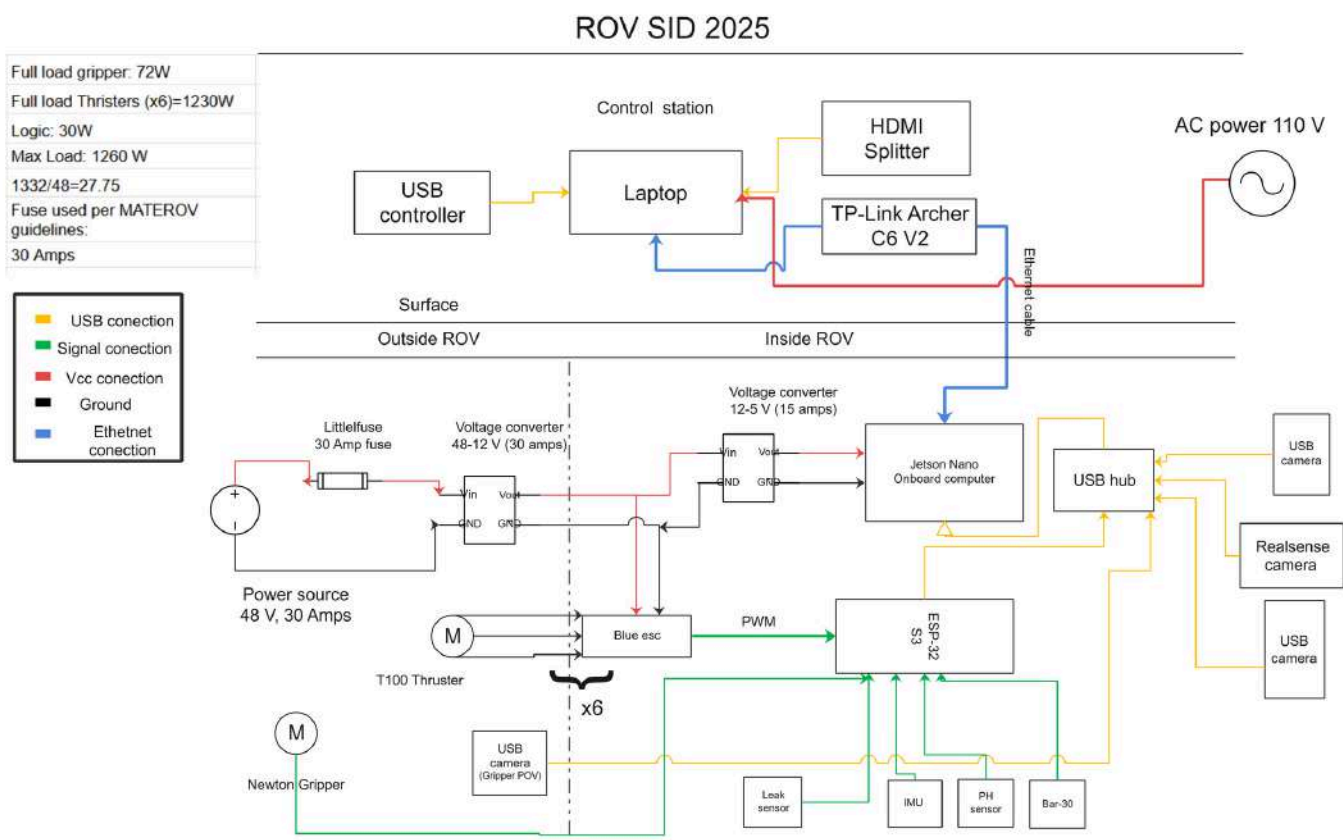 ROV SID 2025
Full load gripper: 72W
Full load Thristers (x6)=1230W
Logic: 30W
Max Load: 1260 W
1332/48=27.75
Fuse used per MATEROV
guidelines:
30 Amps
Control station
HDMI
Splitter
AC power 110 V
USB
controller
Laptop
TP-Link Archer
C6 V2
Ethernet cable
Surface
Outside ROV
Inside ROV
USB conection
Signal conection
Vcc conection
Ground
Ethetnet
conection
Littlelfuse
30 Amp fuse
Voltage converter
48-12 V (30 amps)
Voltage converter
12-5 V (15 amps)
Vin
Vout
GND
GND
Vin
Vout
GND
GND
Jetson Nano
Onboard computer
USB hub
USB
camera
Realsense
camera
USB
camera
Power source
48 V, 30 Amps
M
T100 Thruster
Blue esc
x6
PWM
ESP-32
S3
M
Newton Gripper
USB
camera
(Gripper POV)
Leak
sensor
IMU
PH
sensor
Bar-30